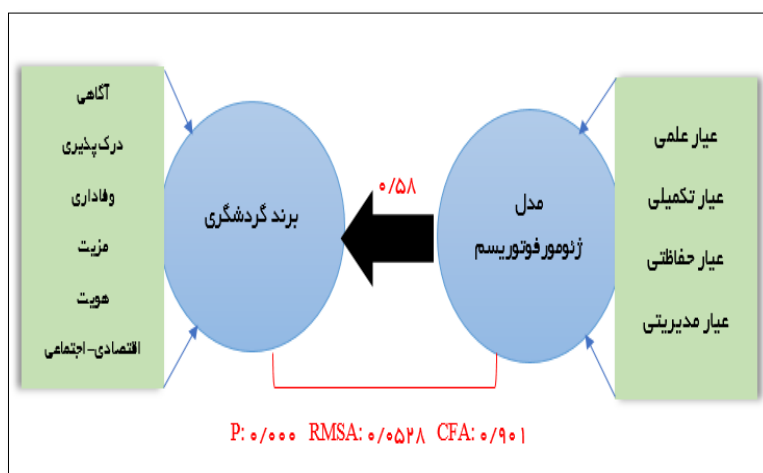 عیار علمی
عیار تکمیلی
عیار حفاظتی
عیار مدیریتی
مدل
ژئومورفوتوریسم
۰/۵۸
برند گردشگری
آگاهی
درک‌پذیری
وفاداری
مزیت
هویت
اقتصادی-اجتماعی
P: ۰/۰۰۰ RMSA: ۰/۰۵۲۸ CFA: ۰/۹۰۱